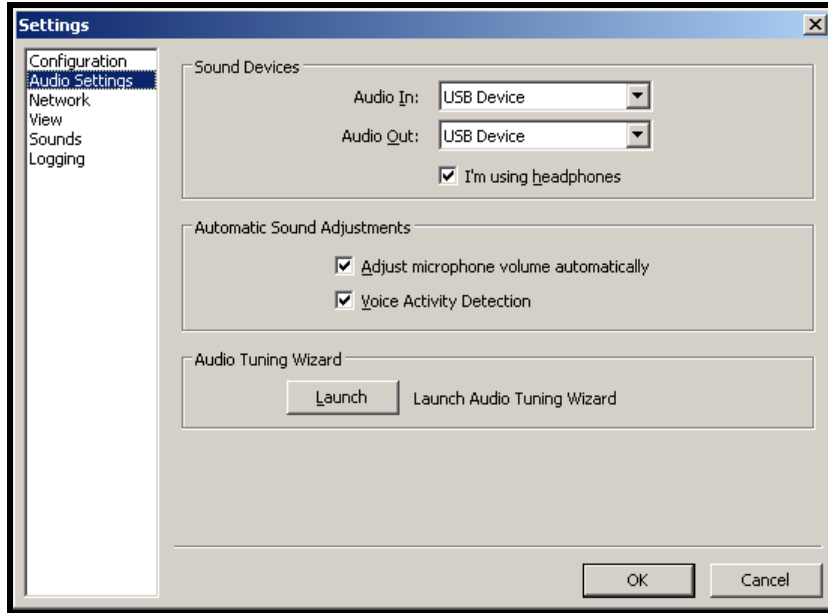 Settings
Configuration
Audio Settings
Network
View
Sounds
Logging
Sound Devices
Audio In: USB Device
Audio Out: USB Device
I'm using headphones
Automatic Sound Adjustments
Adjust microphone volume automatically
Voice Activity Detection
Audio Tuning Wizard
Launch Launch Audio Tuning Wizard
OK Cancel